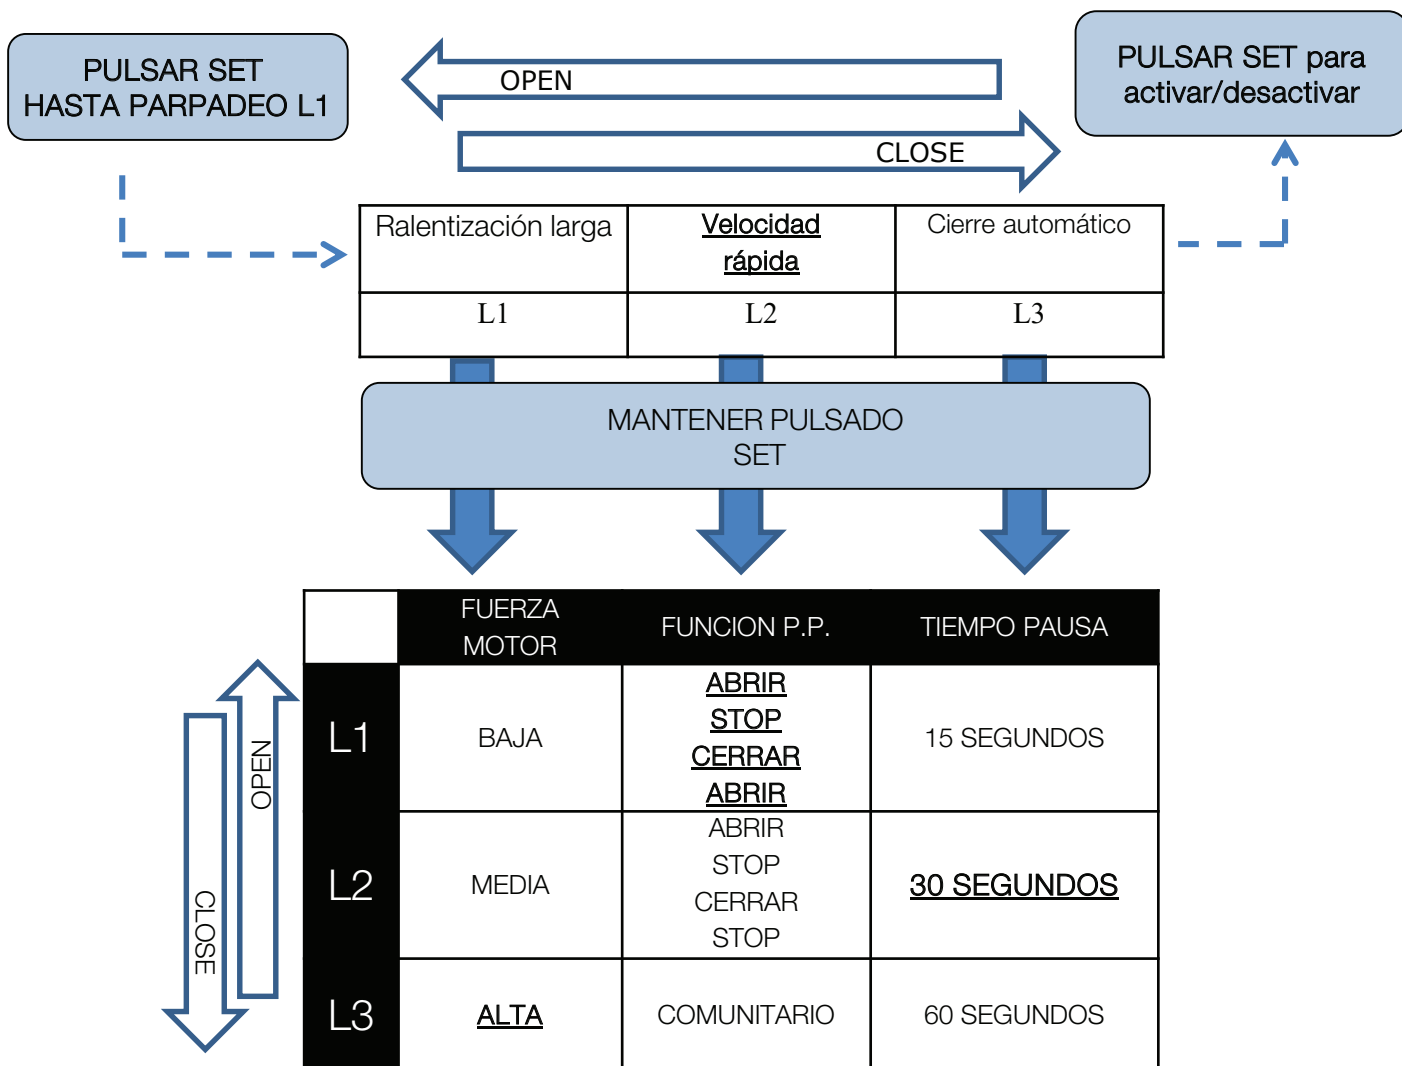 PULSAR SET
HASTA PARPADEO L1
OPEN
CLOSE
PULSAR SET para
activar/desactivar
Ralentización larga
Velocidad
rápida
Cierre automático
L1
L2
L3
MANTENER PULSADO
SET
FUERZA
MOTOR
FUNCION P.P.
TIEMPO PAUSA
OPEN
CLOSE
L1
BAJA
ABRIR
STOP
CERRAR
ABRIR
15 SEGUNDOS
L2
MEDIA
ABRIR
STOP
CERRAR
STOP
30 SEGUNDOS
L3
ALTA
COMUNITARIO
60 SEGUNDOS